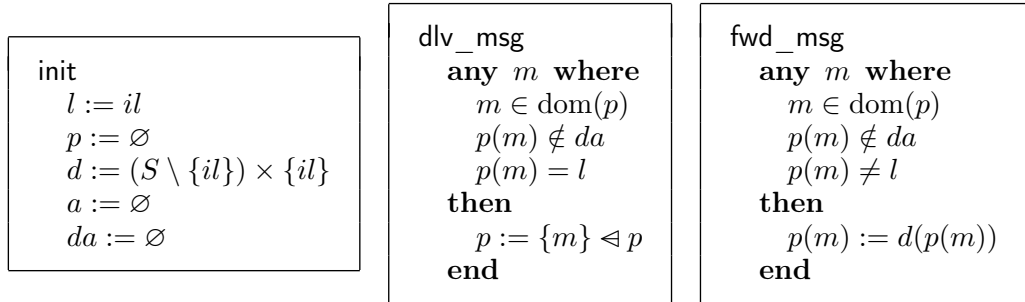 init
l := il
p := ∅
d := (S \ {il}) × {il}
a := ∅
da := ∅
dlv_msg
any m where
m ∈ dom(p)
p(m) ∉ da
p(m) = l
then
p := {m} ⩤ p
end
fwd_msg
any m where
m ∈ dom(p)
p(m) ∉ da
p(m) ≠ l
then
p(m) := d(p(m))
end